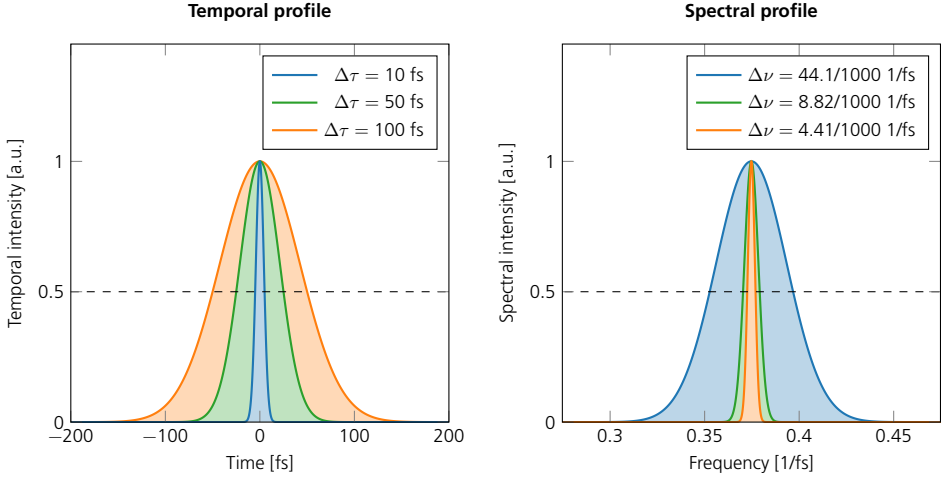 Temporal profile
Δτ = 10 fs
Δτ = 50 fs
Δτ = 100 fs
Temporal intensity [a.u.]
1
0.5
0
−200
−100
0
100
200
Time [fs]
Spectral profile
Δν = 44.1/1000 1/fs
Δν = 8.82/1000 1/fs
Δν = 4.41/1000 1/fs
Spectral intensity [a.u.]
1
0.5
0
0.3
0.35
0.4
0.45
Frequency [1/fs]